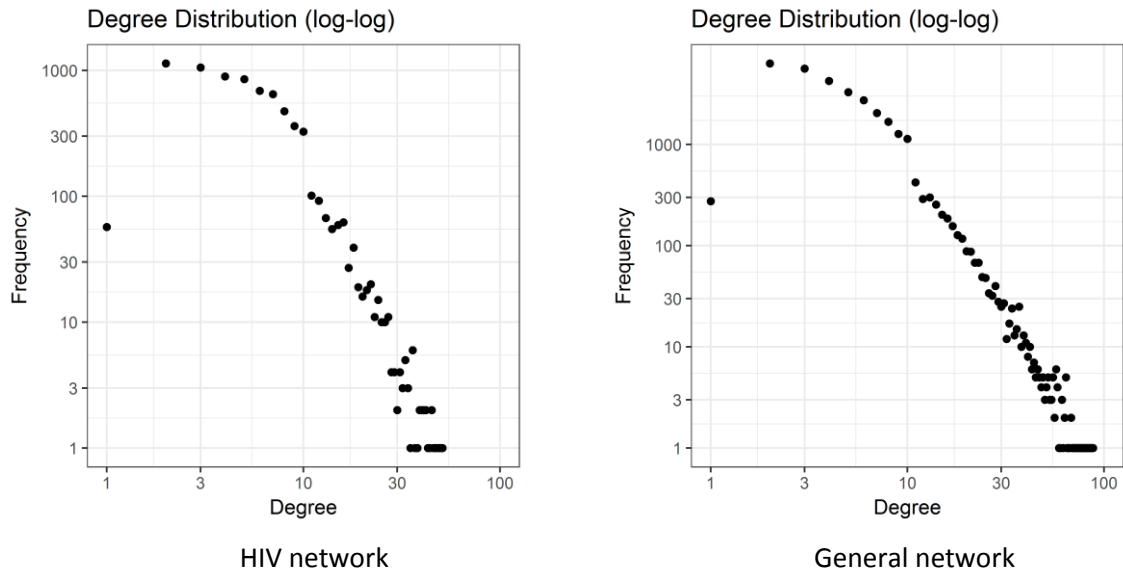 Degree Distribution (log-log)
1000
300
100
30
10
3
1
Frequency
1 3 10 30 100
Degree
HIV network
Degree Distribution (log-log)
1000
300
100
30
10
3
1
Frequency
1 3 10 30 100
Degree
General network